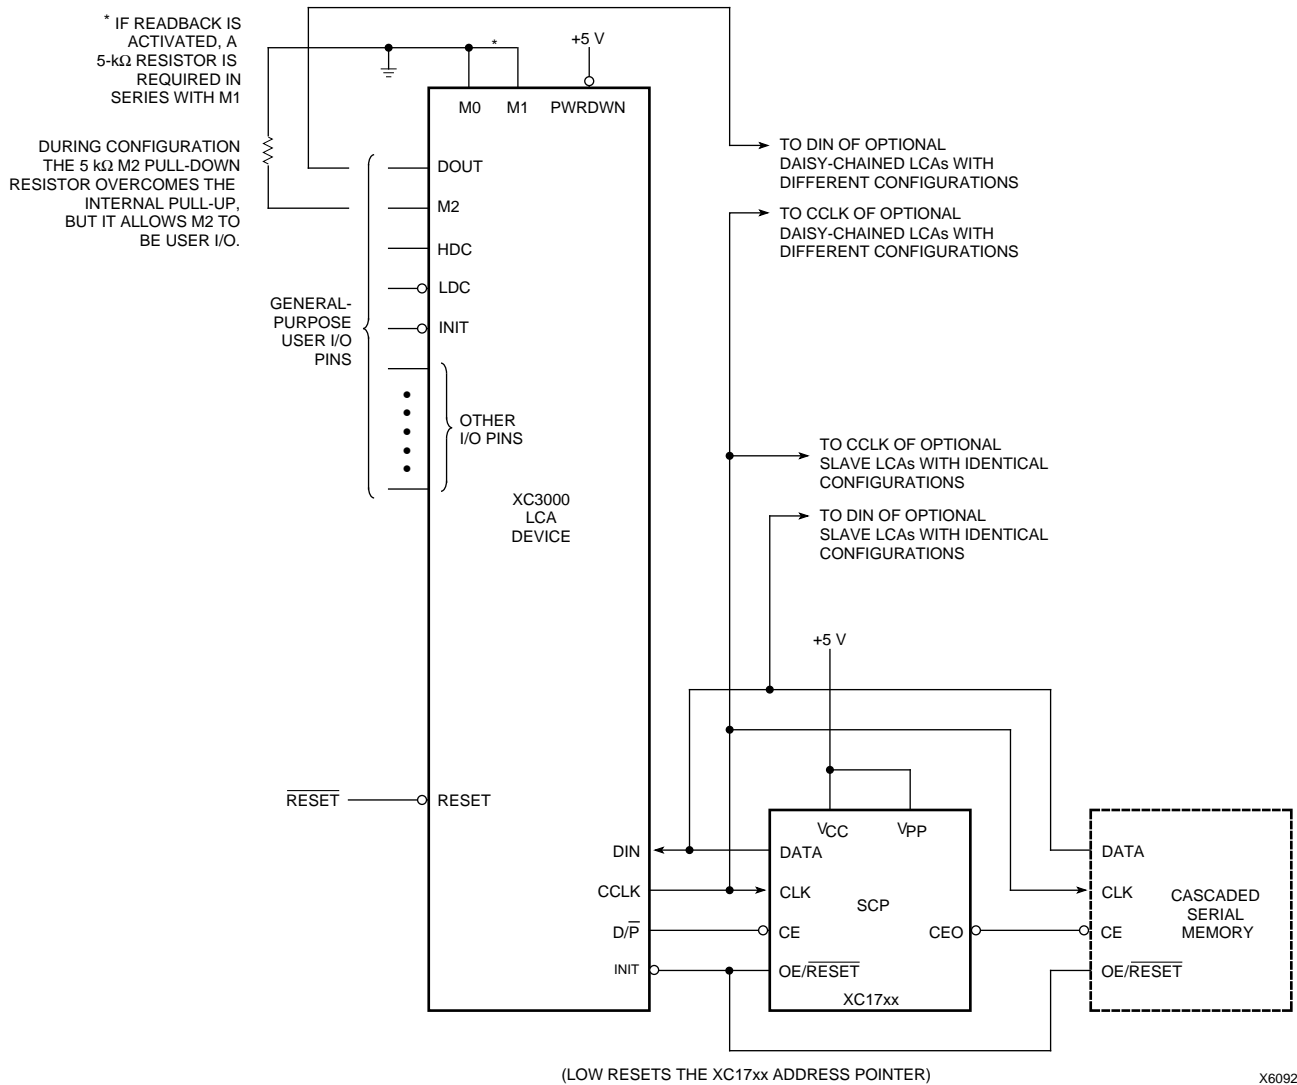 * IF READBACK IS
ACTIVATED, A
5-kΩ RESISTOR IS
REQUIRED IN
SERIES WITH M1
+5 V
M0
M1
PWRDWN
DURING CONFIGURATION
THE 5 kΩ M2 PULL-DOWN
RESISTOR OVERCOMES THE
INTERNAL PULL-UP,
BUT IT ALLOWS M2 TO
BE USER I/O.
*
DOUT
M2
HDC
LDC
INIT
GENERAL-
PURPOSE
USER I/O
PINS
OTHER
I/O PINS
XC3000
LCA
DEVICE
TO DIN OF OPTIONAL
DAISY-CHAINED LCAs WITH
DIFFERENT CONFIGURATIONS
TO CCLK OF OPTIONAL
DAISY-CHAINED LCAs WITH
DIFFERENT CONFIGURATIONS
TO CCLK OF OPTIONAL
SLAVE LCAs WITH IDENTICAL
CONFIGURATIONS
TO DIN OF OPTIONAL
SLAVE LCAs WITH IDENTICAL
CONFIGURATIONS
+5 V
RESET
RESET
DIN
CCLK
D/P
INIT
VCC
VPP
DATA
CLK
SCP
CE
CEO
OE/RESET
XC17xx
DATA
CLK
CE
OE/RESET
CASCADED
SERIAL
MEMORY
(LOW RESETS THE XC17xx ADDRESS POINTER)
X6092